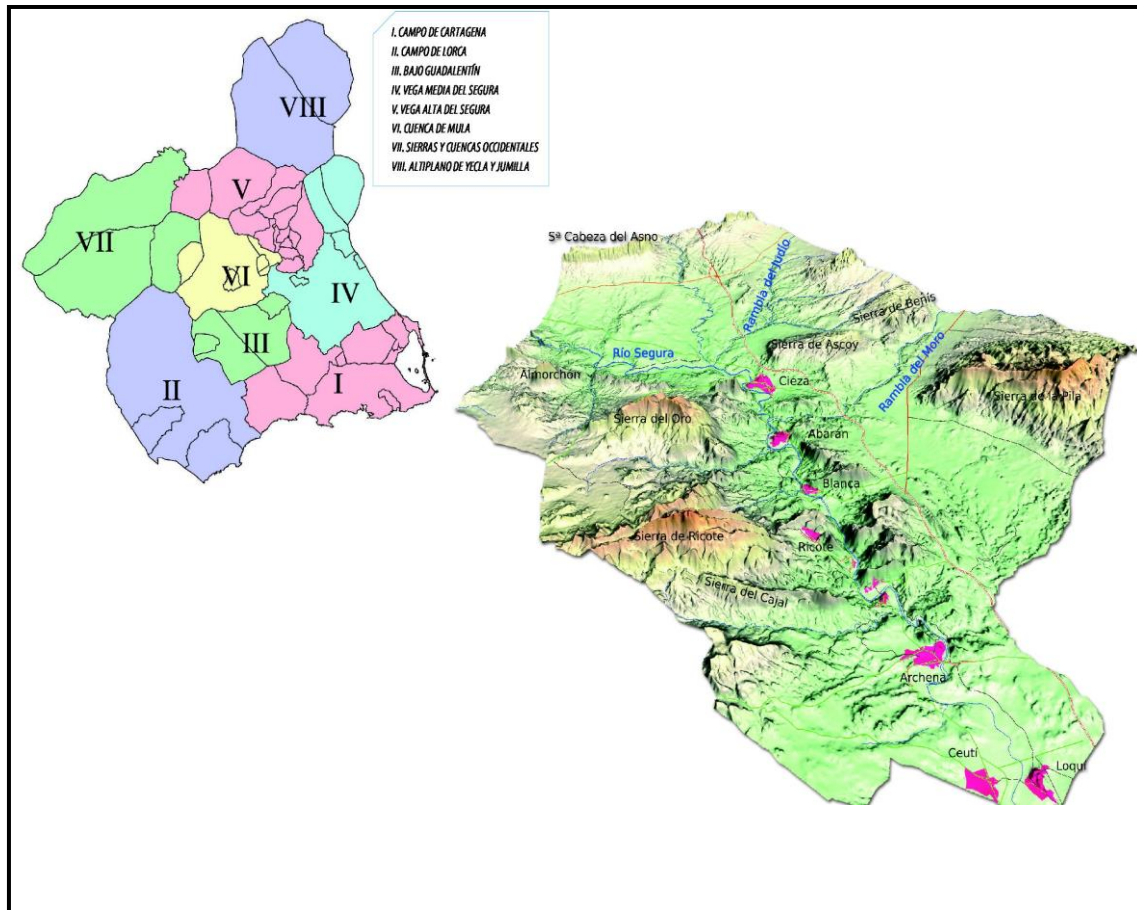 I. CAMPO DE CARTAGENA
II. CAMPO DE LORCA
III. BAJO GUADALENTÍN
IV. VEGA MEDIA DEL SEGURA
V. VEGA ALTA DEL SEGURA
VI. CUENCA DE MULA
VII. SIERRAS Y CUENCAS OCCIDENTALES
VIII. ALTIPLANO DE YECLA Y JUMILLA
VIII
V
VII
VI
IV
III
II
I
Sª Cabeza del Asno
Rambla del Judío
Sierra de Benís
Río Segura
Sierra de Ascoy
Rambla del Moro
Almorchón
Cieza
Sierra de la Pila
Sierra del Oro
Abarán
Blanca
Sierra de Ricote
Ricote
Sierra del Cajal
Archena
Ceutí
Loquí